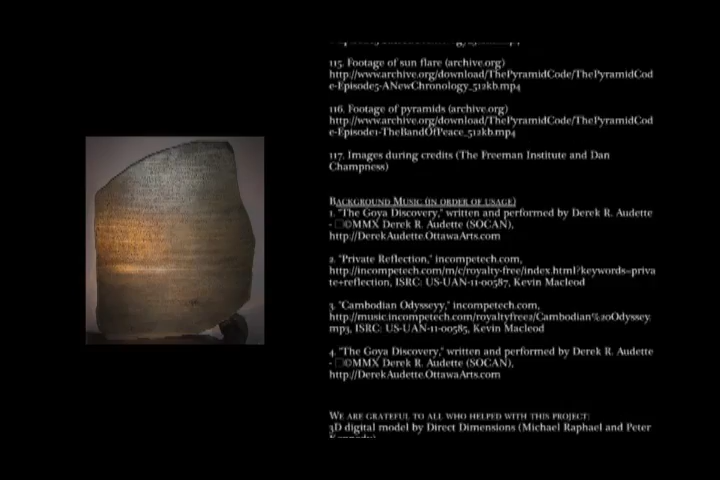 115. Footage of sun flare (archive.org)
http://www.archive.org/download/ThePyramidCode/ThePyramidCod
e-Episode5-ANewChronology_512kb.mp4
116. Footage of pyramids (archive.org)
http://www.archive.org/download/ThePyramidCode/ThePyramidCod
e-Episode1-TheBandOfPeace_512kb.mp4
117. Images during credits (The Freeman Institute and Dan
Champness)
Background Music (in order of usage)
1. "The Goya Discovery," written and performed by Derek R. Audette
- □©MMX Derek R. Audette (SOCAN),
http://DerekAudette.OttawaArts.com
2. "Private Reflection," incompetech.com,
http://incompetech.com/m/c/royalty-free/index.html?keywords=priva
te+reflection, ISRC: US-UAN-11-00587, Kevin Macleod
3. "Cambodian Odysseyy," incompetech.com,
http://music.incompetech.com/royaltyfree2/Cambodian%20Odyssey.
mp3, ISRC: US-UAN-11-00585, Kevin Macleod
4. "The Goya Discovery," written and performed by Derek R. Audette
- □©MMX Derek R. Audette (SOCAN),
http://DerekAudette.OttawaArts.com
We are grateful to all who helped with this project:
3D digital model by Direct Dimensions (Michael Raphael and Peter